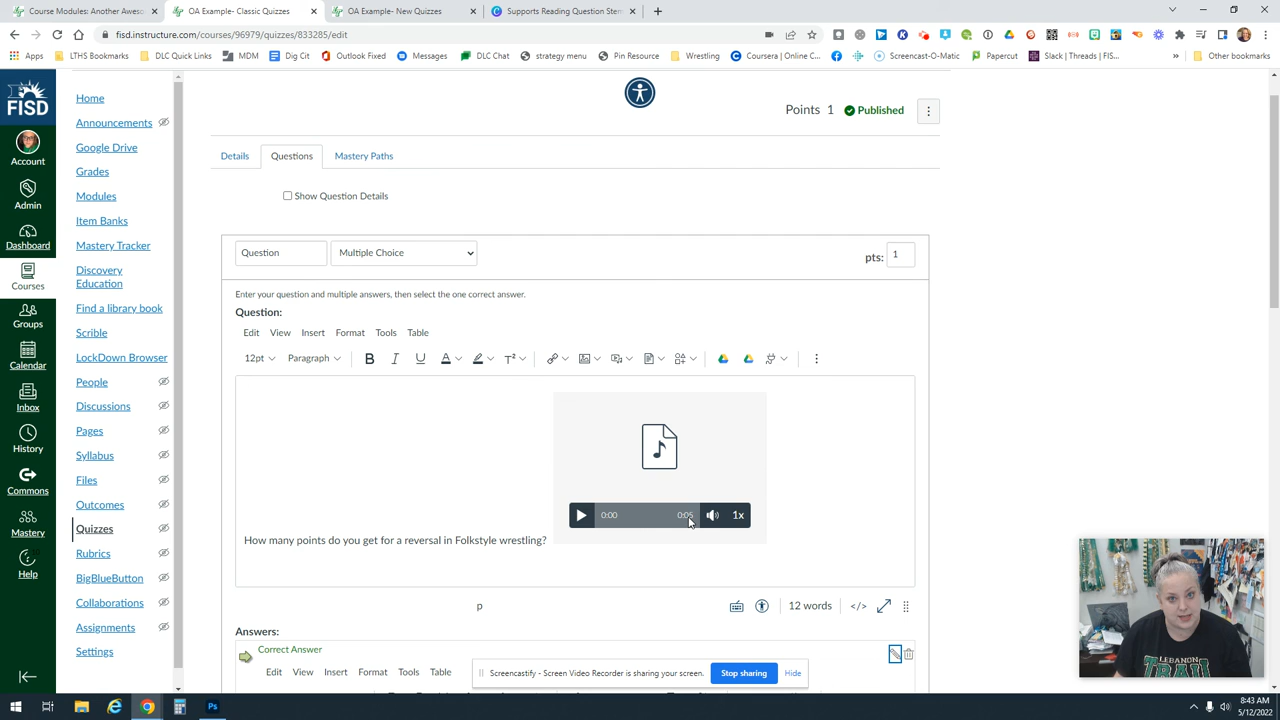 Course Modules: Another Aweso
OA Example- Classic Quizzes
OA Example- New Quizzes
Supports Reading Question Stem
fisd.instructure.com/courses/96979/quizzes/833285/edit
Apps
LTHS Bookmarks
DLC Quick Links
MDM
Dig Cit
Outlook Fixed
Messages
DLC Chat
strategy menu
Pin Resource
Wrestling
Coursera | Online C...
Screencast-O-Matic
Papercut
Slack | Threads | FIS...
Other bookmarks
FISD
Account
Admin
Dashboard
Courses
Groups
Calendar
Inbox
History
Commons
Mastery
Help
Home
Announcements
Google Drive
Grades
Modules
Item Banks
Mastery Tracker
Discovery
Education
Find a library book
Scrible
LockDown Browser
People
Discussions
Pages
Syllabus
Files
Outcomes
Quizzes
Rubrics
BigBlueButton
Collaborations
Assignments
Settings
Points 1 Published
Details Questions Mastery Paths
Show Question Details
Question Multiple Choice pts: 1
Enter your question and multiple answers, then select the one correct answer.
Question:
Edit View Insert Format Tools Table
12pt Paragraph B I U A T²
0:00 0:05 1x
How many points do you get for a reversal in Folkstyle wrestling?
p 12 words </>
Answers:
Correct Answer
Edit View Insert Format Tools Table
Screencastify - Screen Video Recorder is sharing your screen. Stop sharing Hide
LEBANON
TRAIL
8:43 AM
5/12/2022